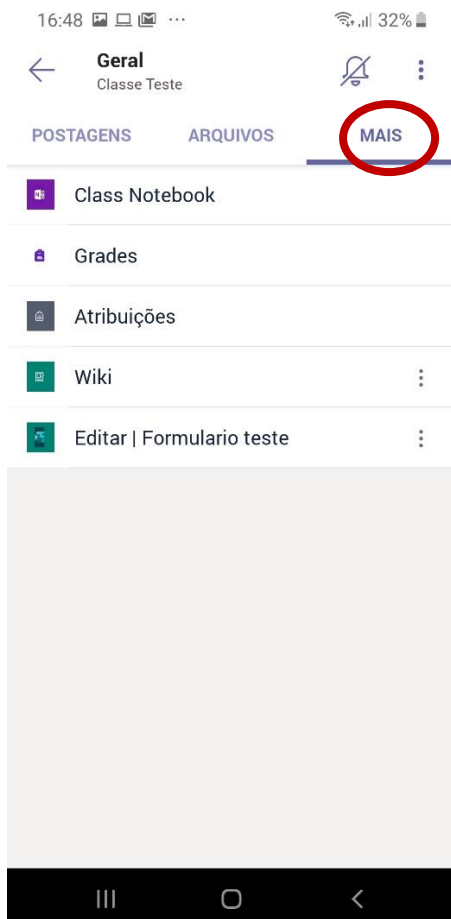 16:48 ... 32%
Geral
Classe Teste
POSTAGENS ARQUIVOS MAIS
Class Notebook
Grades
Atribuições
Wiki
Editar | Formulario teste